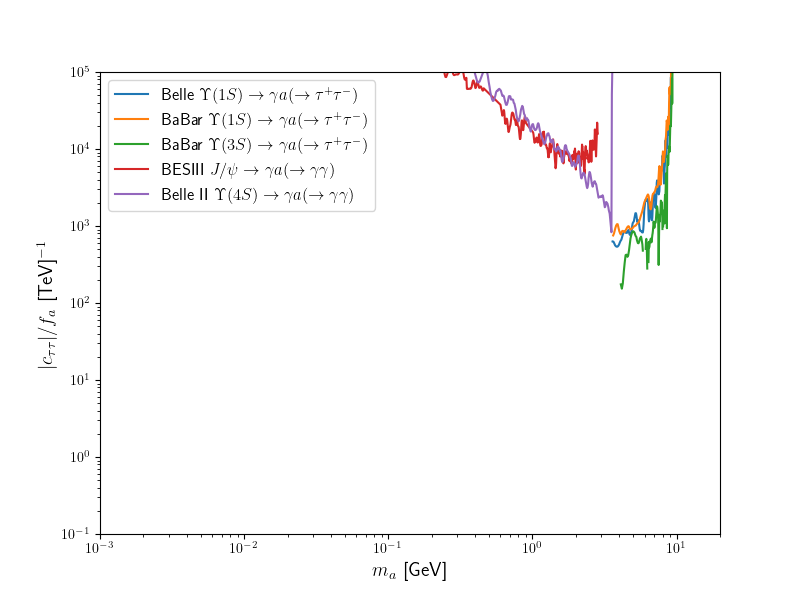 10⁵
10⁴
10³
10²
10¹
10⁰
10⁻¹
|c_ττ|/f_a [TeV]⁻¹
Belle Υ(1S) → γa(→ τ⁺τ⁻)
BaBar Υ(1S) → γa(→ τ⁺τ⁻)
BaBar Υ(3S) → γa(→ τ⁺τ⁻)
BESIII J/ψ → γa(→ γγ)
Belle II Υ(4S) → γa(→ γγ)
10⁻³ 10⁻² 10⁻¹ 10⁰ 10¹
m_a [GeV]